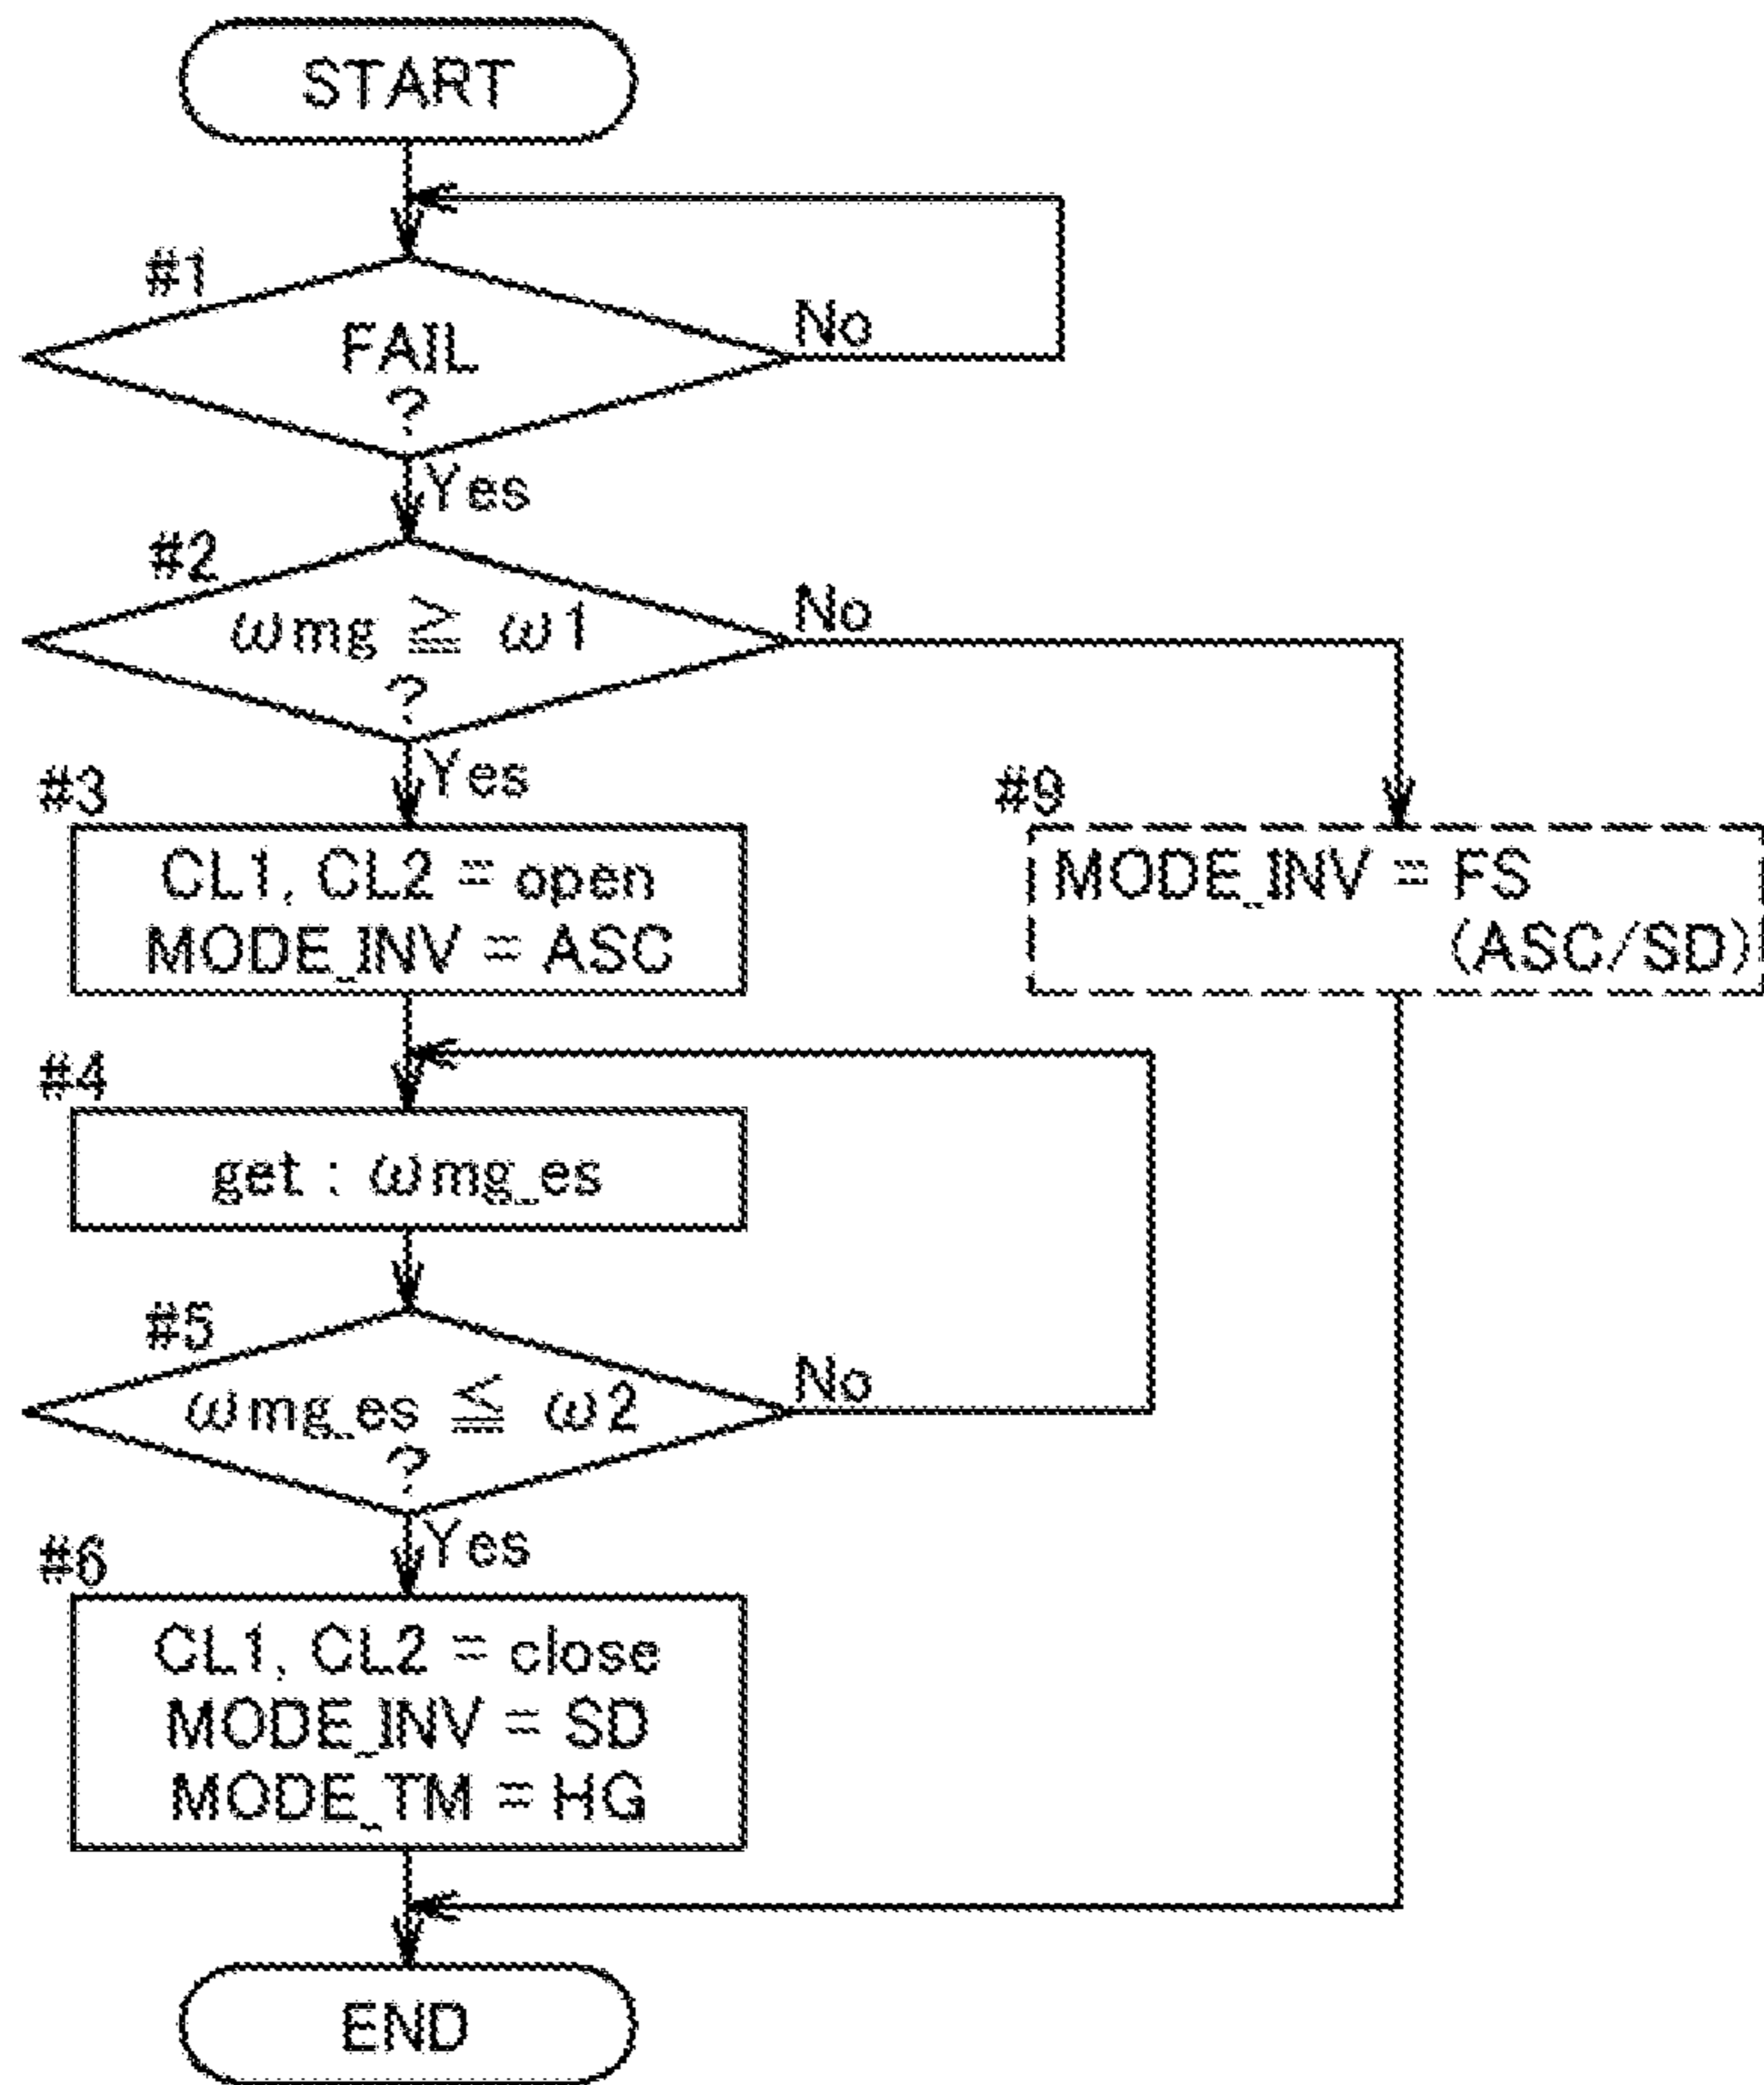 START
#1
FAIL
?
No
Yes
#2
ωmg ≧ ω1
?
No
Yes
#3
CL1, CL2 = open
MODE_INV = ASC
#9
MODE_INV = FS
(ASC/SD)
#4
get : ωmg_es
#5
ωmg_es ≦ ω2
?
No
Yes
#6
CL1, CL2 = close
MODE_INV = SD
MODE_TM = HG
END